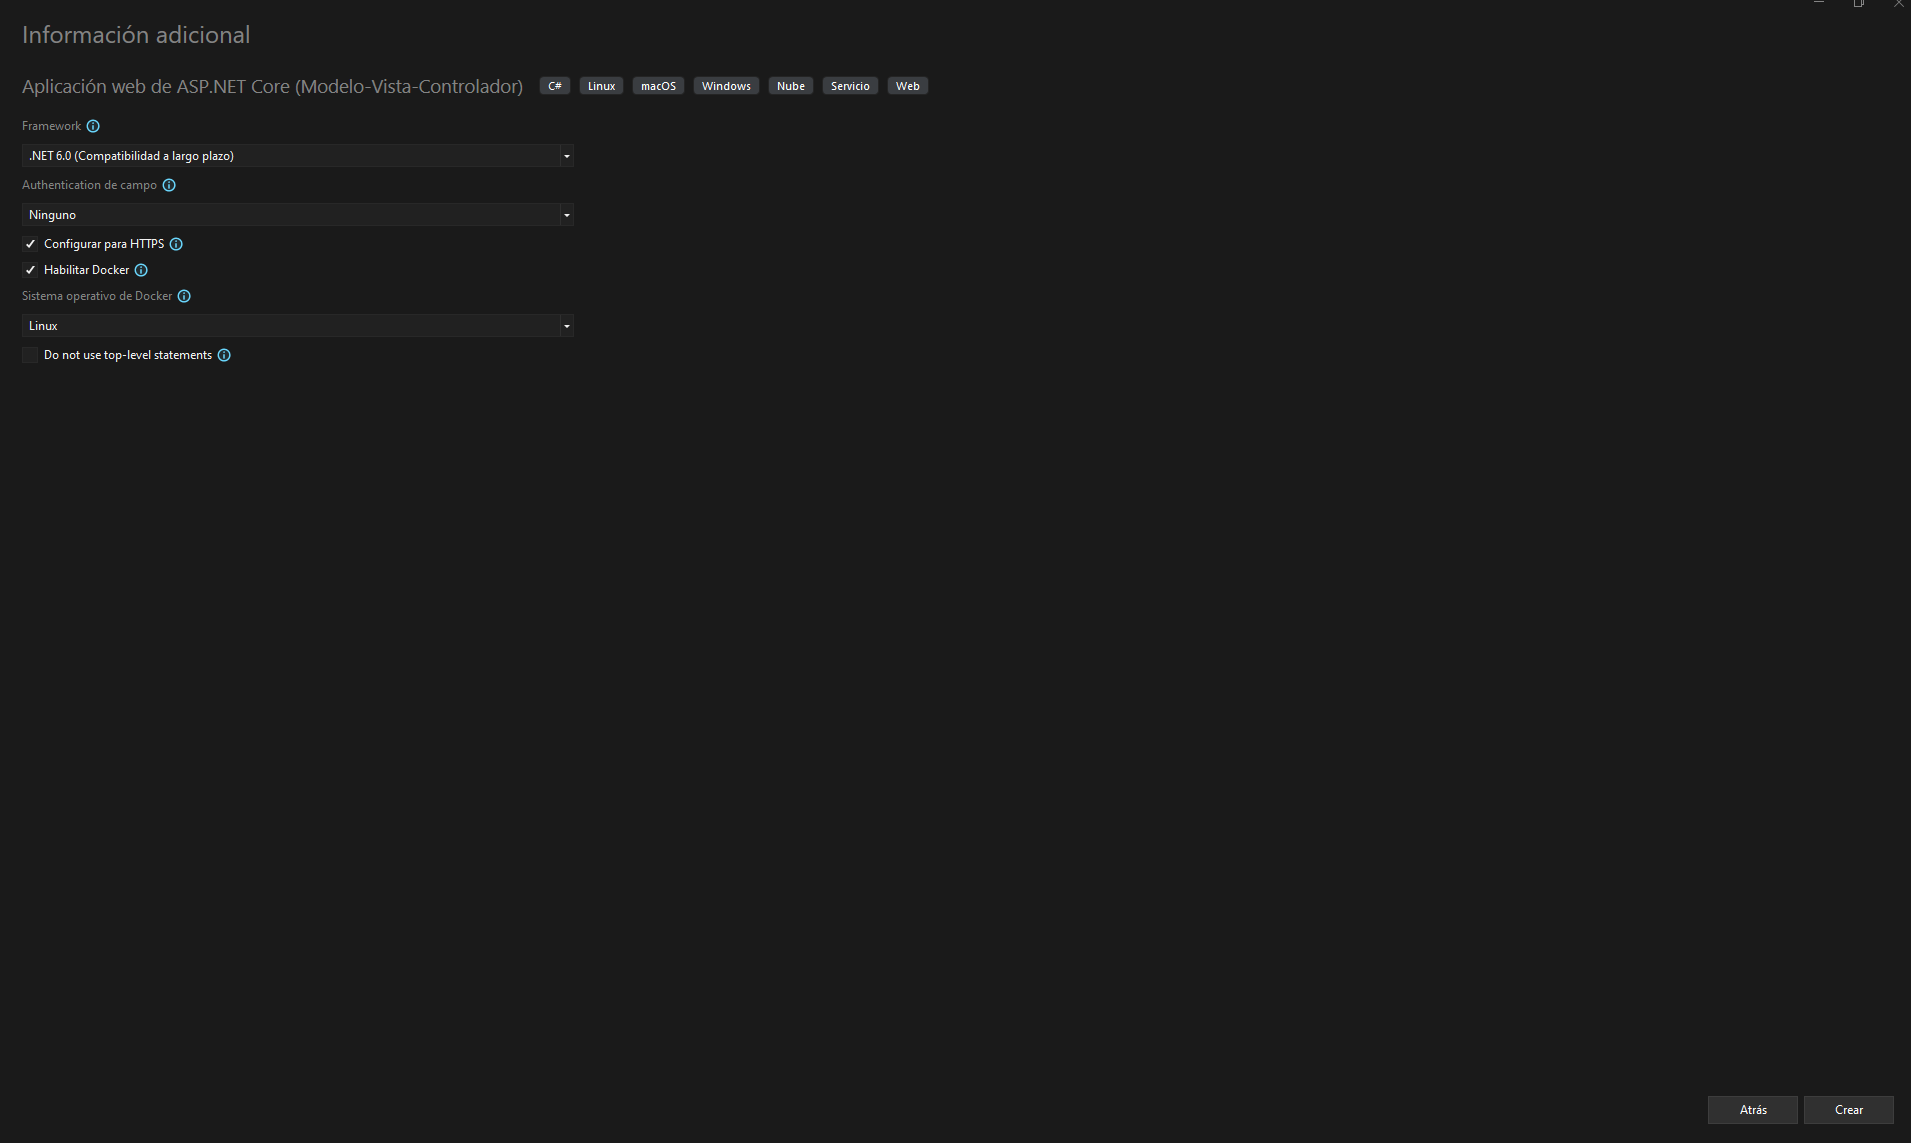 Información adicional
Aplicación web de ASP.NET Core (Modelo-Vista-Controlador) C# Linux macOS Windows Nube Servicio Web
Framework
.NET 6.0 (Compatibilidad a largo plazo)
Authentication de campo
Ninguno
Configurar para HTTPS
Habilitar Docker
Sistema operativo de Docker
Linux
Do not use top-level statements
Atrás Crear